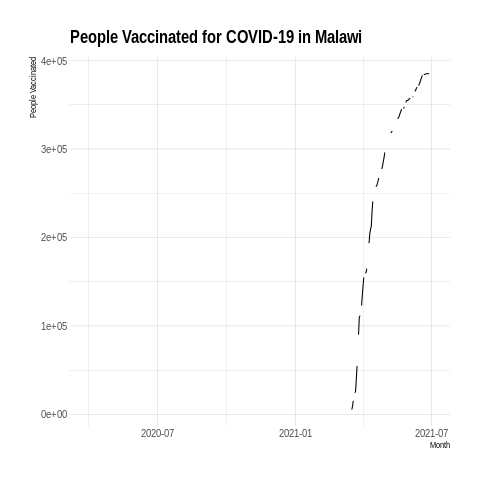 People Vaccinated for COVID-19 in Malawi
People Vaccinated
4e+05
3e+05
2e+05
1e+05
0e+00
2020-07 2021-01 2021-07
Month